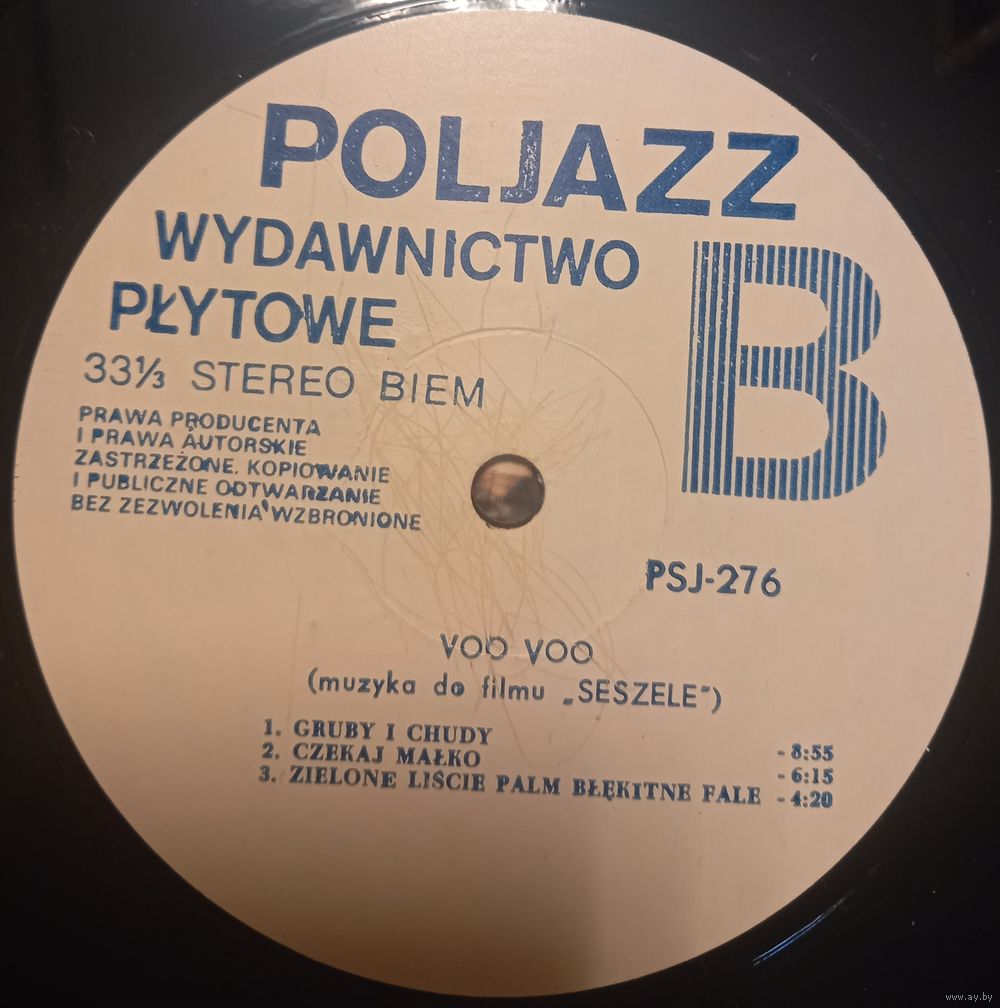 POLJAZZ
WYDAWNICTWO
PŁYTOWE
B
33⅓ STEREO BIEM
PRAWA PRODUCENTA
I PRAWA AUTORSKIE
ZASTRZEŻONE. KOPIOWANIE
I PUBLICZNE ODTWARZANIE
BEZ ZEZWOLENIA WZBRONIONE
PSJ-276
VOO VOO
(muzyka do filmu „SESZELE")
1. GRUBY I CHUDY - 8:55
2. CZEKAJ MAŁKO - 6:15
3. ZIELONE LIŚCIE PALM BŁĘKITNE FALE - 4:20
www.ay.by